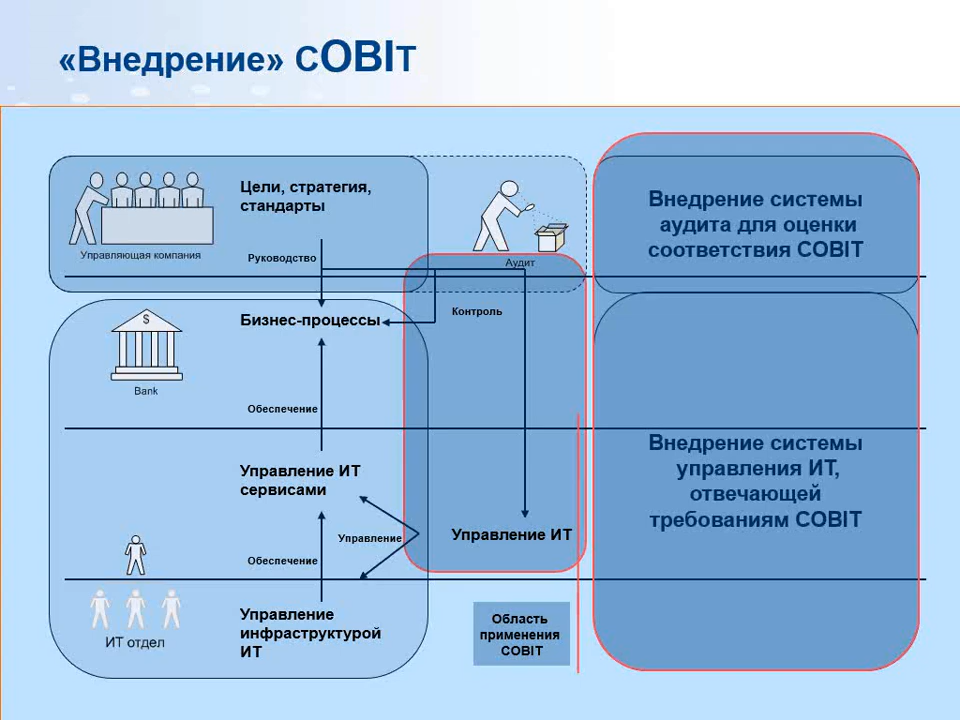 «Внедрение» COBIT
Цели, стратегия,
стандарты
Управляющая компания
Руководство
Аудит
Внедрение системы
аудита для оценки
соответствия COBIT
$
Bank
Бизнес-процессы
Контроль
Обеспечение
Управление ИТ
сервисами
Управление
Управление ИТ
Обеспечение
Внедрение системы
управления ИТ,
отвечающей
требованиям COBIT
ИТ отдел
Управление
инфраструктурой
ИТ
Область
применения
COBIT